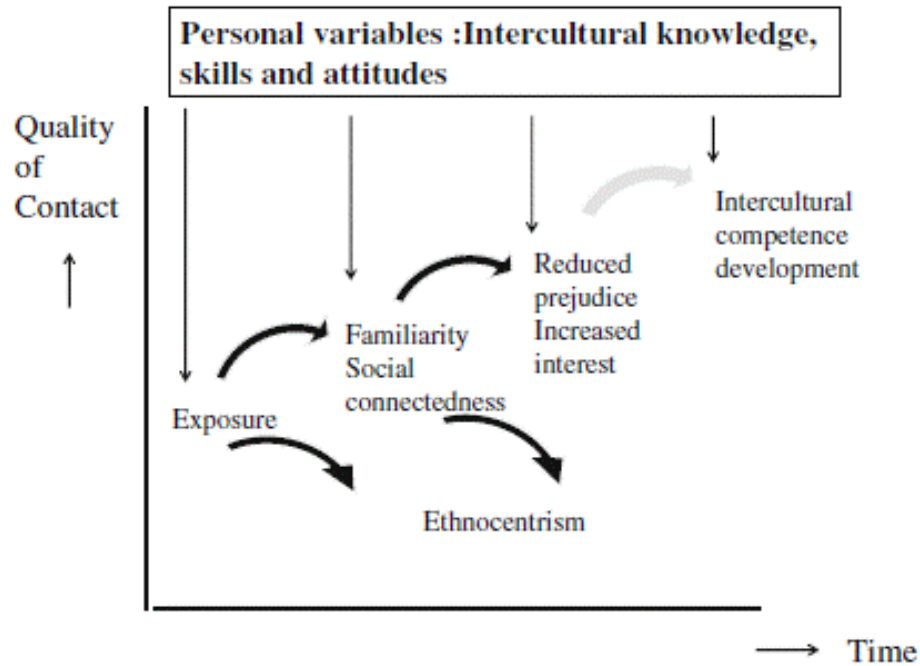 Personal variables :Intercultural knowledge,
skills and attitudes
Quality
of
Contact
Intercultural
competence
development
Reduced
prejudice
Increased
interest
Familiarity
Social
connectedness
Exposure
Ethnocentrism
Time